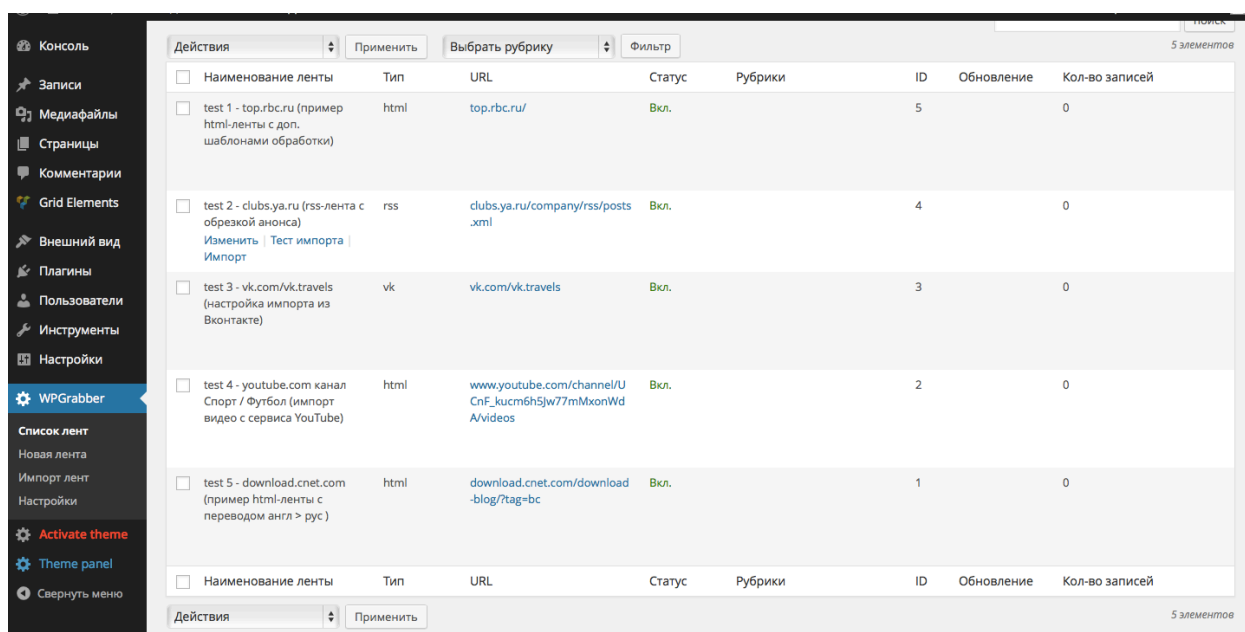 Поиск
Консоль
Записи
Медиафайлы
Страницы
Комментарии
Grid Elements
Внешний вид
Плагины
Пользователи
Инструменты
Настройки
WPGrabber
Список лент
Новая лента
Импорт лент
Настройки
Activate theme
Theme panel
Свернуть меню
Действия Применить Выбрать рубрику Фильтр 5 элементов
Наименование ленты Тип URL Статус Рубрики ID Обновление Кол-во записей
test 1 - top.rbc.ru (пример html top.rbc.ru/ Вкл. 5 0
html-ленты с доп.
шаблонами обработки)
test 2 - clubs.ya.ru (rss-лента с rss clubs.ya.ru/company/rss/posts Вкл. 4 0
обрезкой анонса) .xml
Изменить | Тест импорта |
Импорт
test 3 - vk.com/vk.travels vk vk.com/vk.travels Вкл. 3 0
(настройка импорта из
Вконтакте)
test 4 - youtube.com канал html www.youtube.com/channel/U Вкл. 2 0
Спорт / Футбол (импорт CnF_kucm6h5Jw77mMxonWd
видео с сервиса YouTube) A/videos
test 5 - download.cnet.com html download.cnet.com/download Вкл. 1 0
(пример html-ленты с -blog/?tag=bc
переводом англ > рус )
Наименование ленты Тип URL Статус Рубрики ID Обновление Кол-во записей
Действия Применить 5 элементов